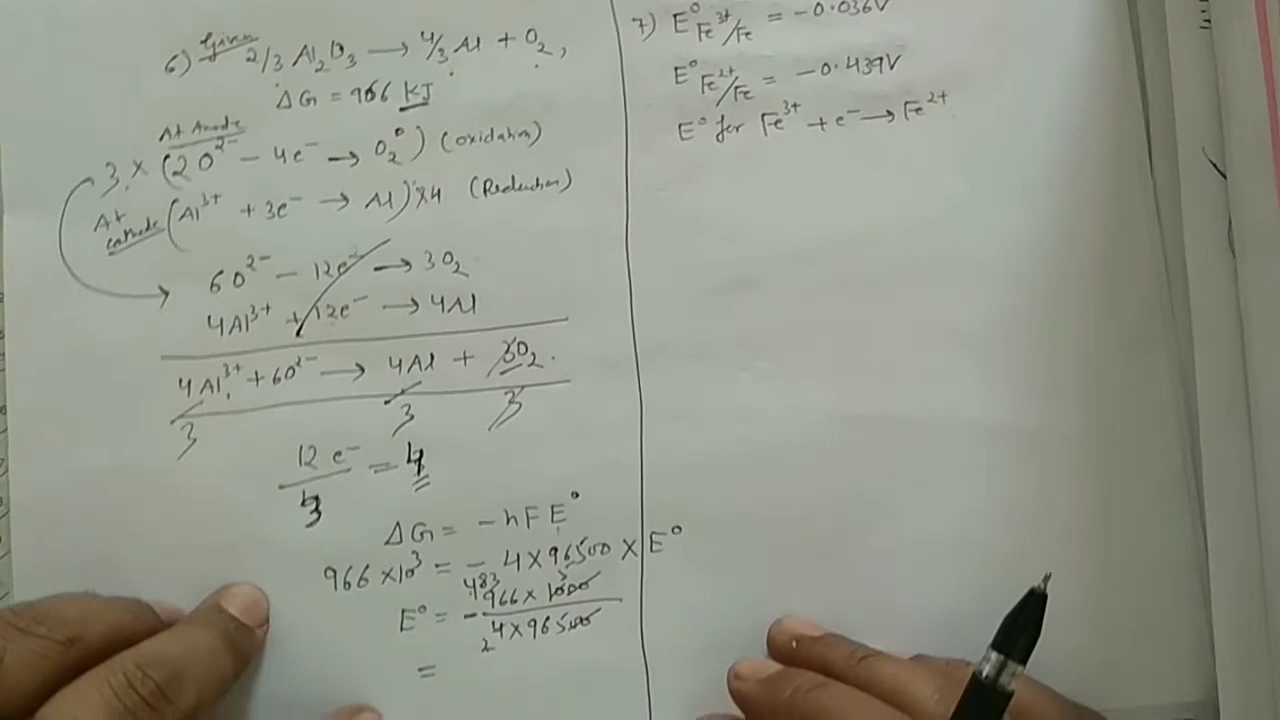 6) Given 2/3 Al₂O₃ → 4/3 Al + O₂,
ΔG = 966 KJ
At Anode
3 × (2O²⁻ - 4e⁻ → O₂⁰) (oxidation)
At cathode (Al³⁺ + 3e⁻ → Al) × 4 (Reduction)
6O²⁻ - 12e⁻ → 3O₂
4Al³⁺ + 12e⁻ → 4Al
4Al³⁺ + 6O²⁻ → 4Al + 3O₂.
3 3 3
12 e⁻ / 3 = 4
ΔG = -nFE°
966 × 10³ = - 4 × 96500 × E°
483
E° = - 966 × 1000 / 4 × 96500
2
=
7) E° Fe³⁺/Fe = -0.036V
E° Fe²⁺/Fe = -0.439V
E° for Fe³⁺ + e⁻ → Fe²⁺